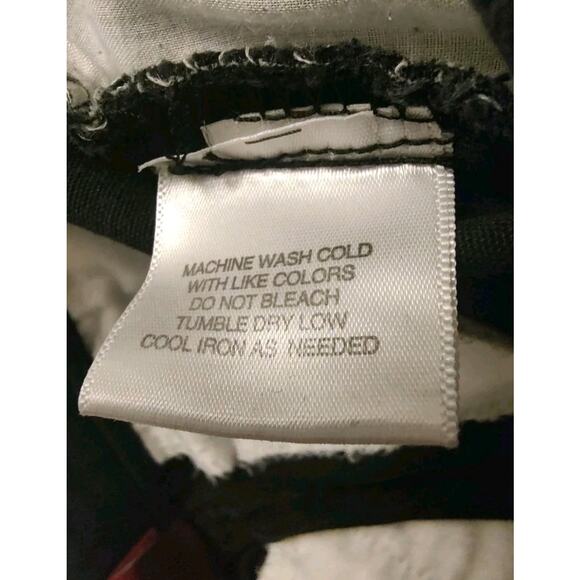 MACHINE WASH COLD
WITH LIKE COLORS
DO NOT BLEACH
TUMBLE DRY LOW
COOL IRON AS NEEDED